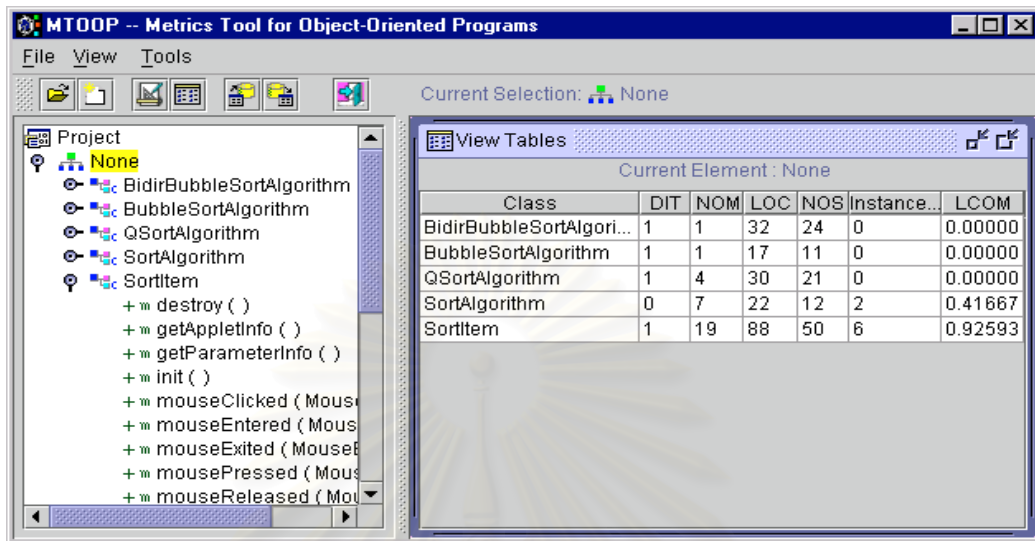 MTOOP -- Metrics Tool for Object-Oriented Programs
File View Tools
Current Selection: None
Project
None
BidirBubbleSortAlgorithm
BubbleSortAlgorithm
QSortAlgorithm
SortAlgorithm
SortItem
+ m destroy ( )
+ m getAppletInfo ( )
+ m getParameterInfo ( )
+ m init ( )
+ m mouseClicked ( Mous
+ m mouseEntered ( Mous
+ m mouseExited ( MouseE
+ m mousePressed ( Mous
+ m mouseReleased ( Mou
View Tables
Current Element : None
Class DIT NOM LOC NOS Instance... LCOM
BidirBubbleSortAlgori... 1 1 32 24 0 0.00000
BubbleSortAlgorithm 1 1 17 11 0 0.00000
QSortAlgorithm 1 4 30 21 0 0.00000
SortAlgorithm 0 7 22 12 2 0.41667
SortItem 1 19 88 50 6 0.92593